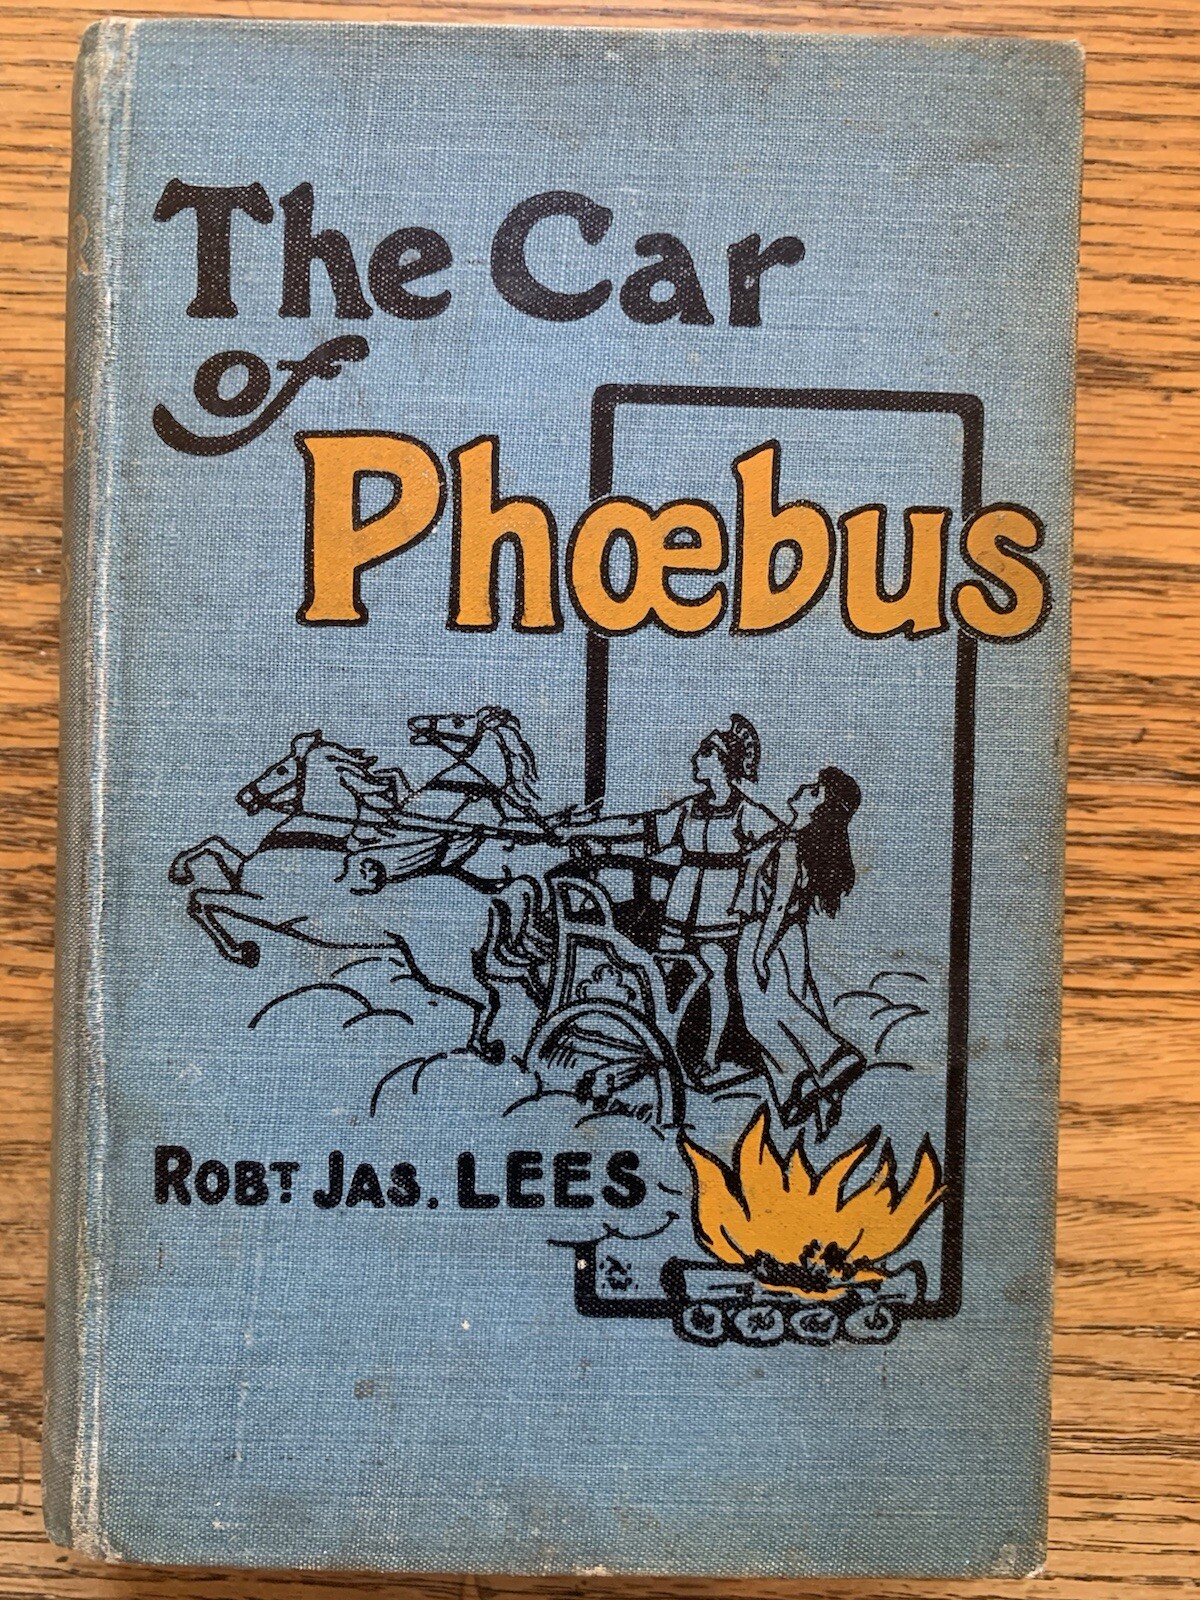 The Car
of
Phœbus
ROBT JAS. LEES